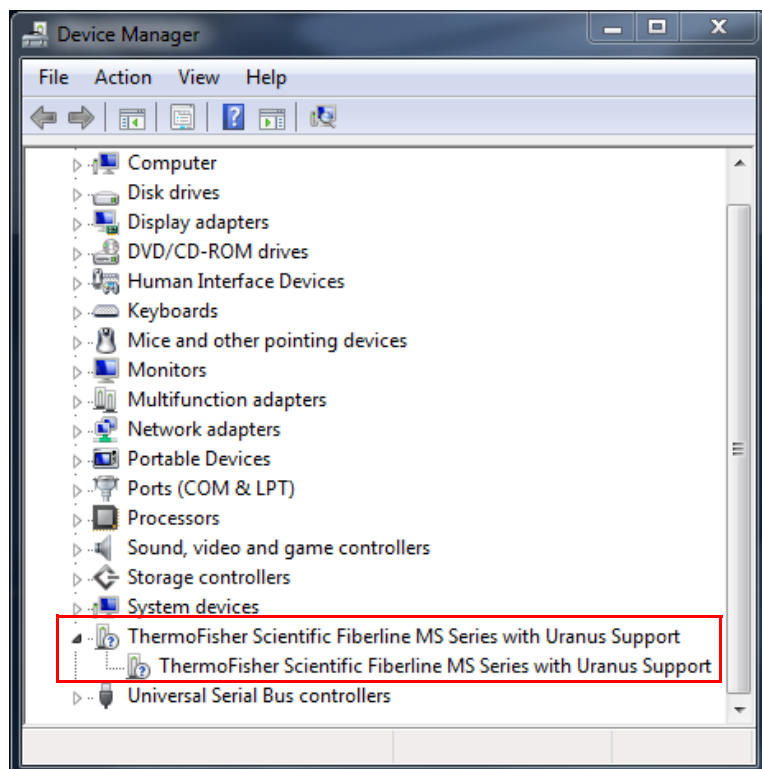 Device Manager
File Action View Help
Computer
Disk drives
Display adapters
DVD/CD-ROM drives
Human Interface Devices
Keyboards
Mice and other pointing devices
Monitors
Multifunction adapters
Network adapters
Portable Devices
Ports (COM & LPT)
Processors
Sound, video and game controllers
Storage controllers
System devices
ThermoFisher Scientific Fiberline MS Series with Uranus Support
ThermoFisher Scientific Fiberline MS Series with Uranus Support
Universal Serial Bus controllers